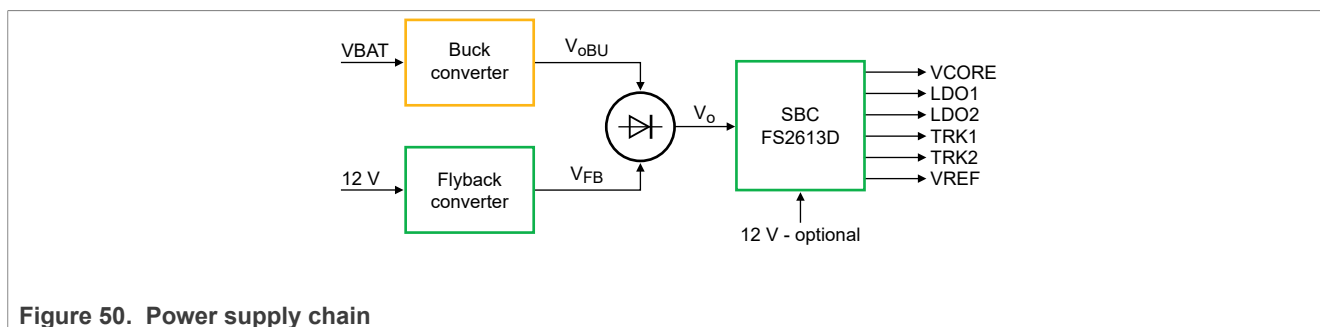 VBAT
Buck
converter
VoBU
12 V
Flyback
converter
VFB
Vo
SBC
FS2613D
VCORE
LDO1
LDO2
TRK1
TRK2
VREF
12 V - optional
Figure 50. Power supply chain